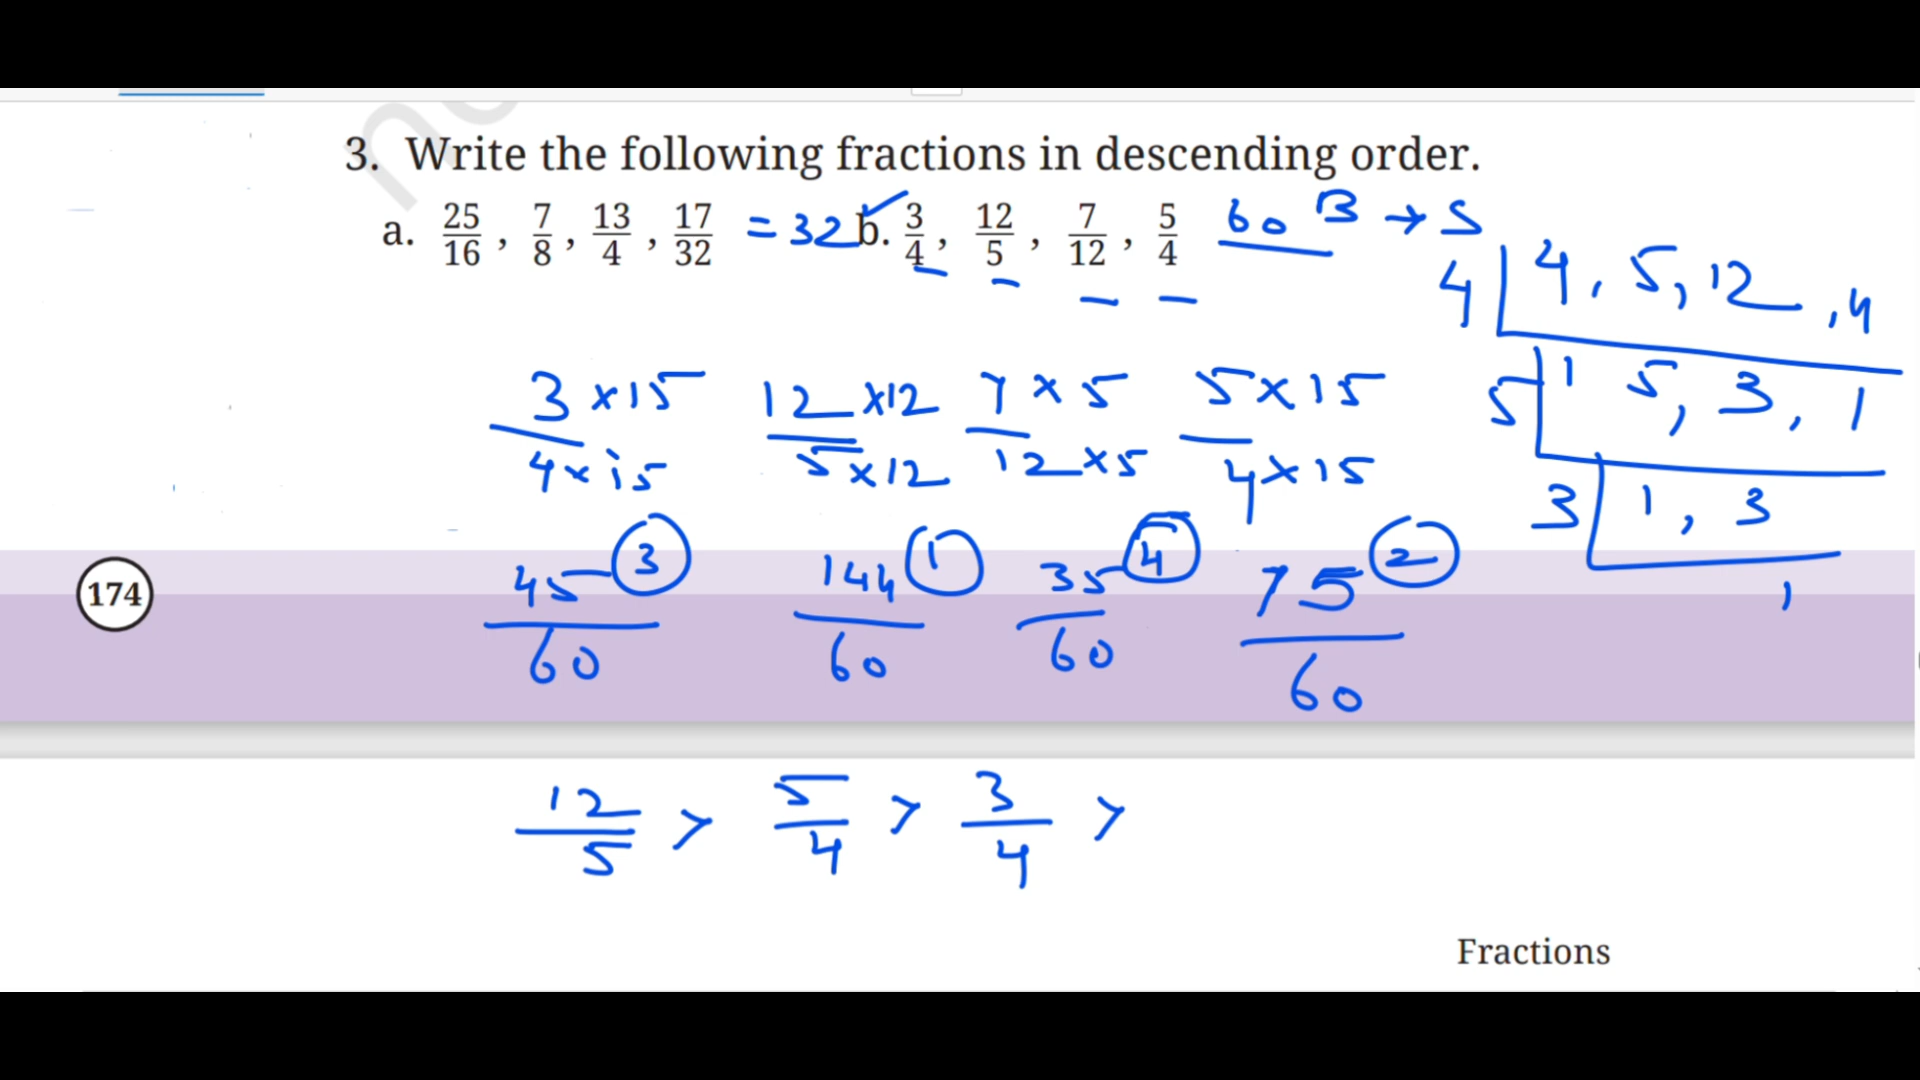 3. Write the following fractions in descending order.
a. 25/16, 7/8, 13/4, 17/32 = 32 b. 3/4, 12/5, 7/12, 5/4 60 B → S
4 | 4, 5, 12, 4
5 | 1 5, 3, 1
3 | 1, 3
1
3×15/4×15 12×12/5×12 7×5/12×5 5×15/4×15
45/60 3 144/60 1 35/60 4 75/60 2
174
12/5 > 5/4 > 3/4 >
Fractions